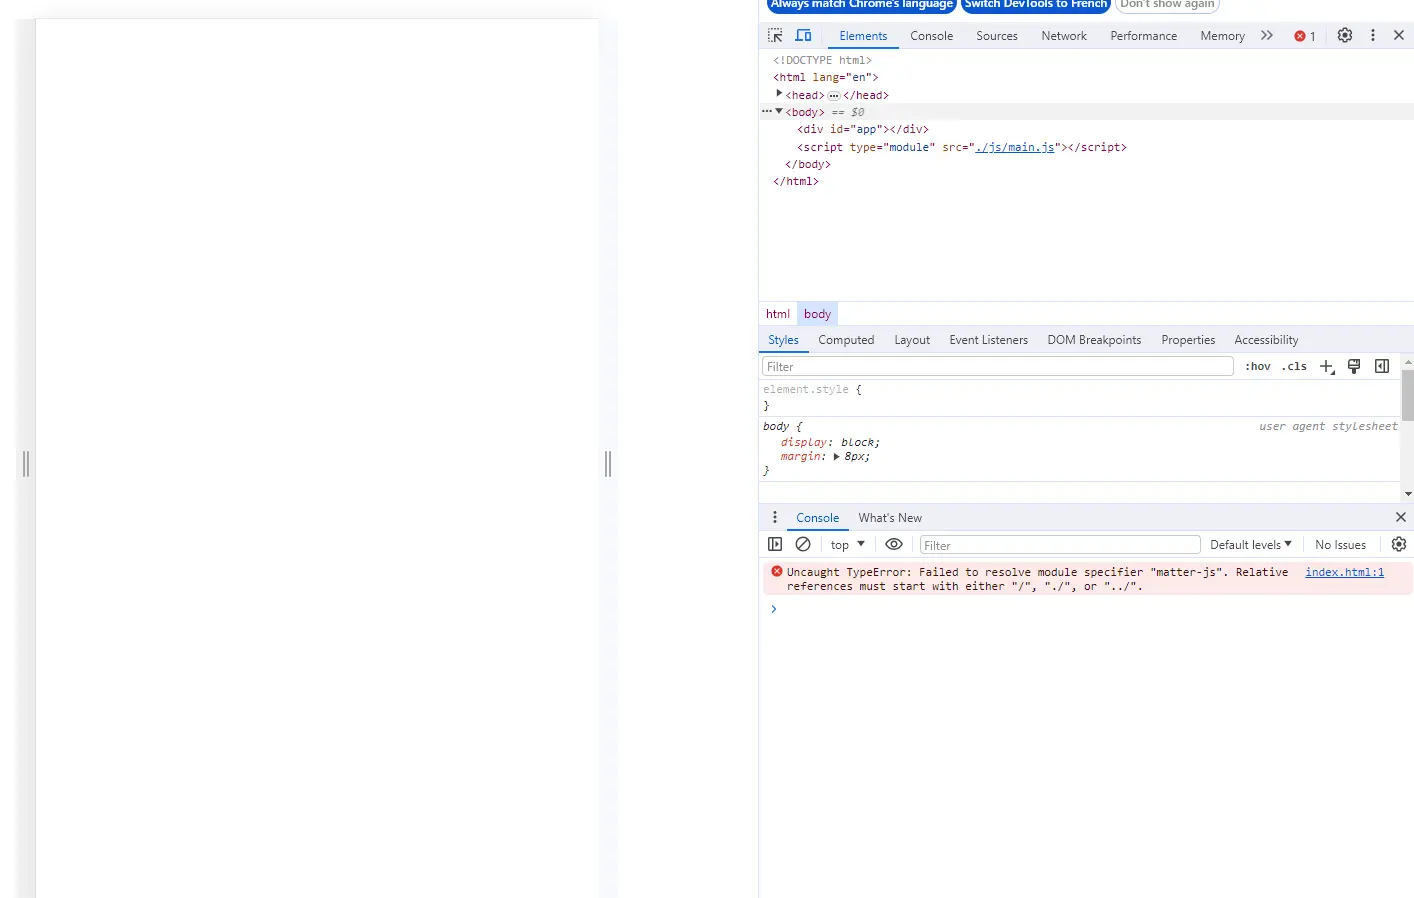 Always match Chrome's language Switch DevTools to French Don't show again
Elements Console Sources Network Performance Memory 1
<!DOCTYPE html>
<html lang="en">
<head> </head>
<body> == $0
<div id="app"></div>
<script type="module" src="./js/main.js"></script>
</body>
</html>
html body
Styles Computed Layout Event Listeners DOM Breakpoints Properties Accessibility
Filter :hov .cls
element.style {
}
body { user agent stylesheet
display: block;
margin: 8px;
}
Console What's New
top Filter Default levels No Issues
Uncaught TypeError: Failed to resolve module specifier "matter-js". Relative index.html:1
references must start with either "/", "./", or "../".